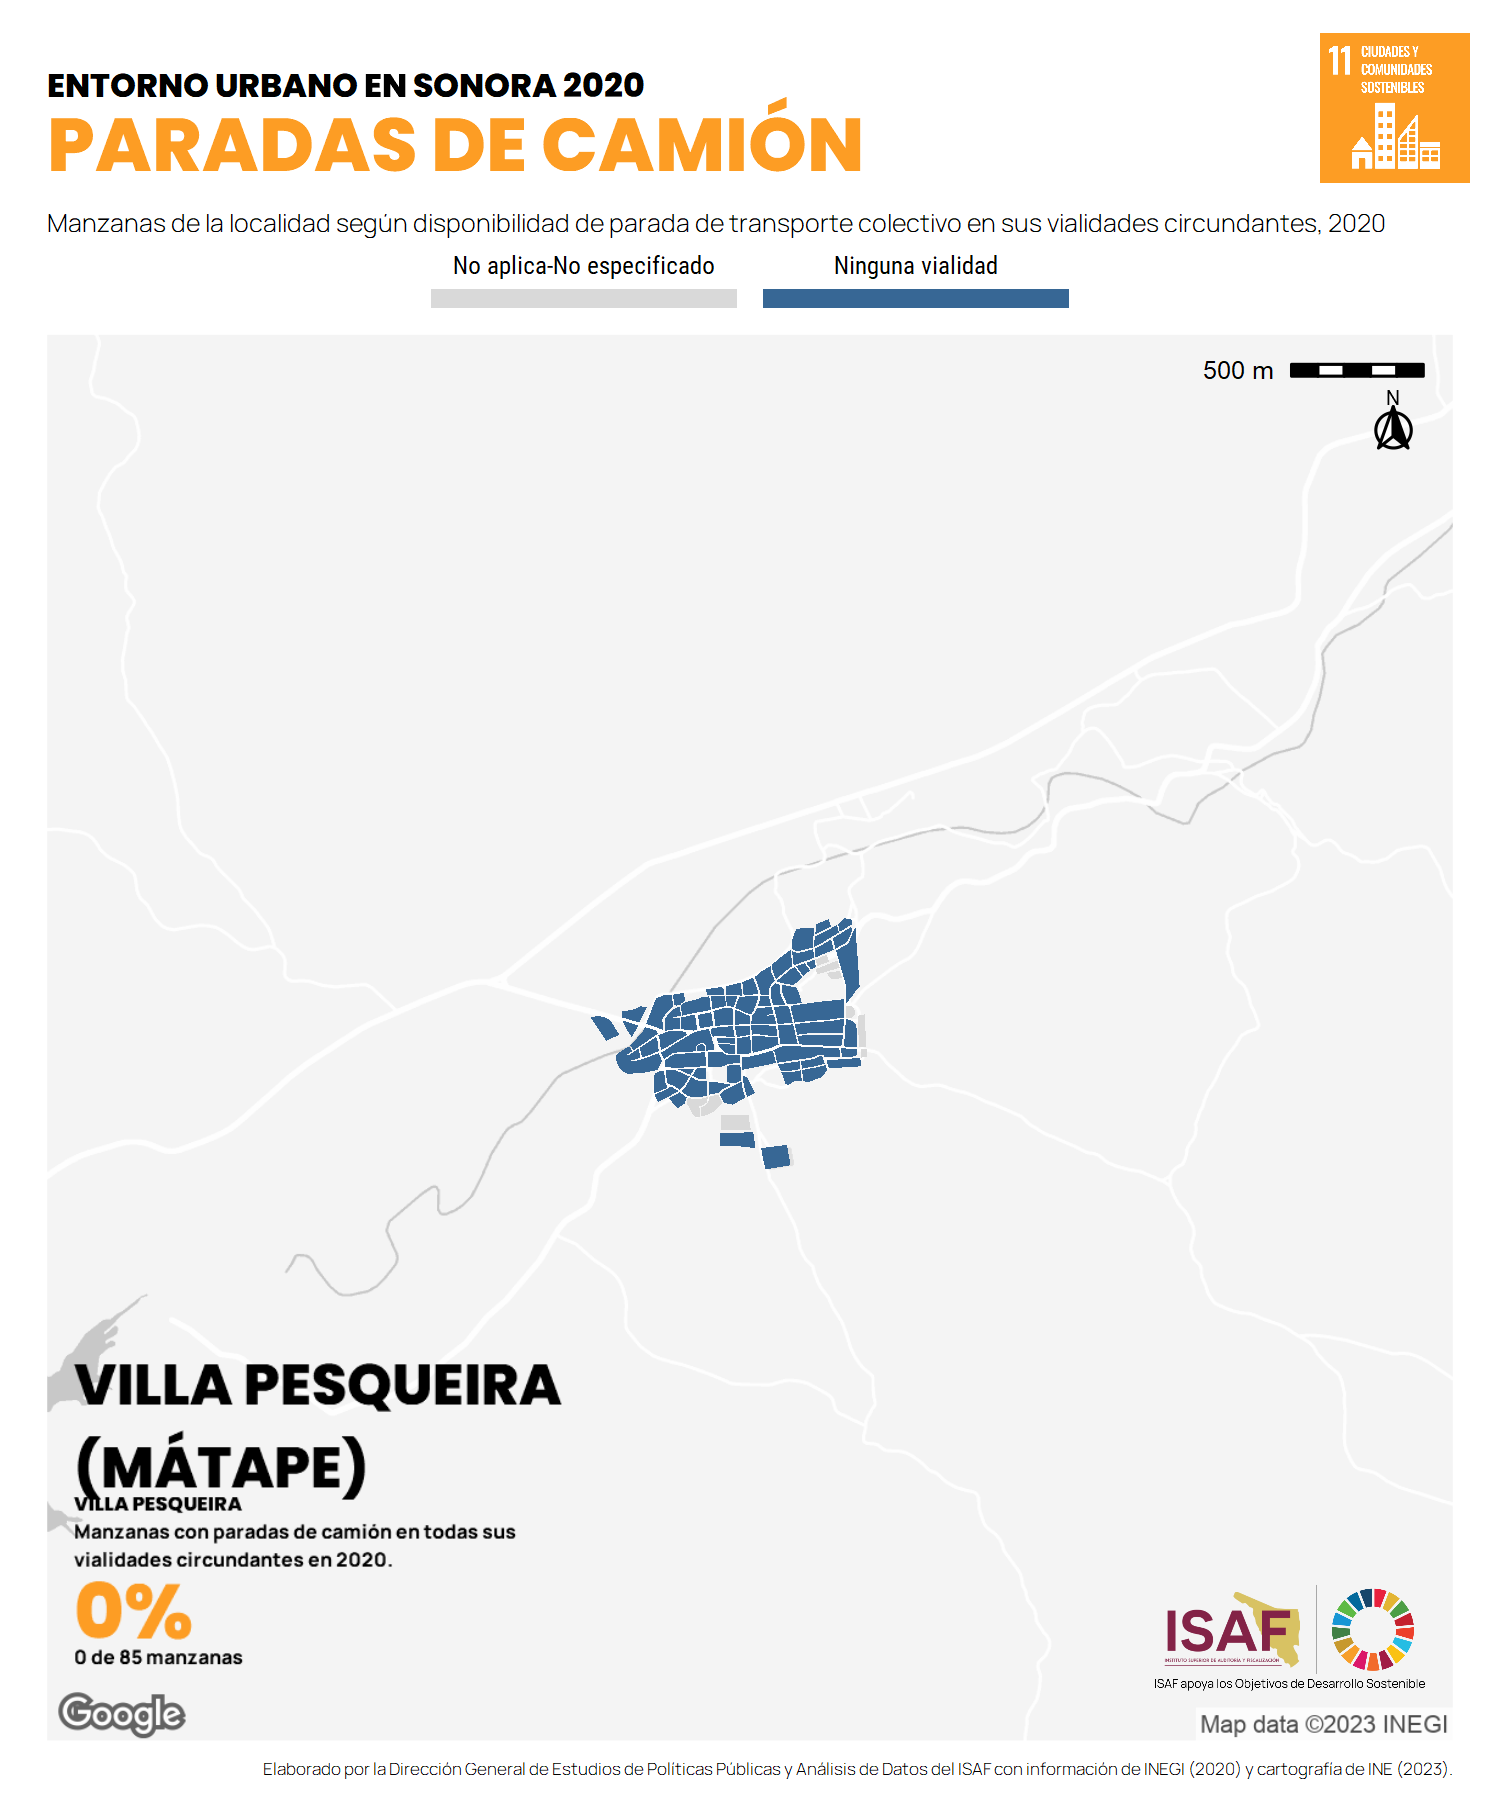 ENTORNO URBANO EN SONORA 2020
PARADAS DE CAMIÓN
11 CIUDADES Y
COMUNIDADES
SOSTENIBLES
Manzanas de la localidad según disponibilidad de parada de transporte colectivo en sus vialidades circundantes, 2020
No aplica-No especificado
Ninguna vialidad
500 m
N
VILLA PESQUEIRA
(MÁTAPE)
VILLA PESQUEIRA
Manzanas con paradas de camión en todas sus
vialidades circundantes en 2020.
0%
0 de 85 manzanas
ISAF
INSTITUTO SUPERIOR DE AUDITORÍA Y FISCALIZACIÓN
ISAF apoya los Objetivos de Desarrollo Sostenible
Google
Map data ©2023 INEGI
Elaborado por la Dirección General de Estudios de Políticas Públicas y Análisis de Datos del ISAF con información de INEGI (2020) y cartografía de INE (2023).